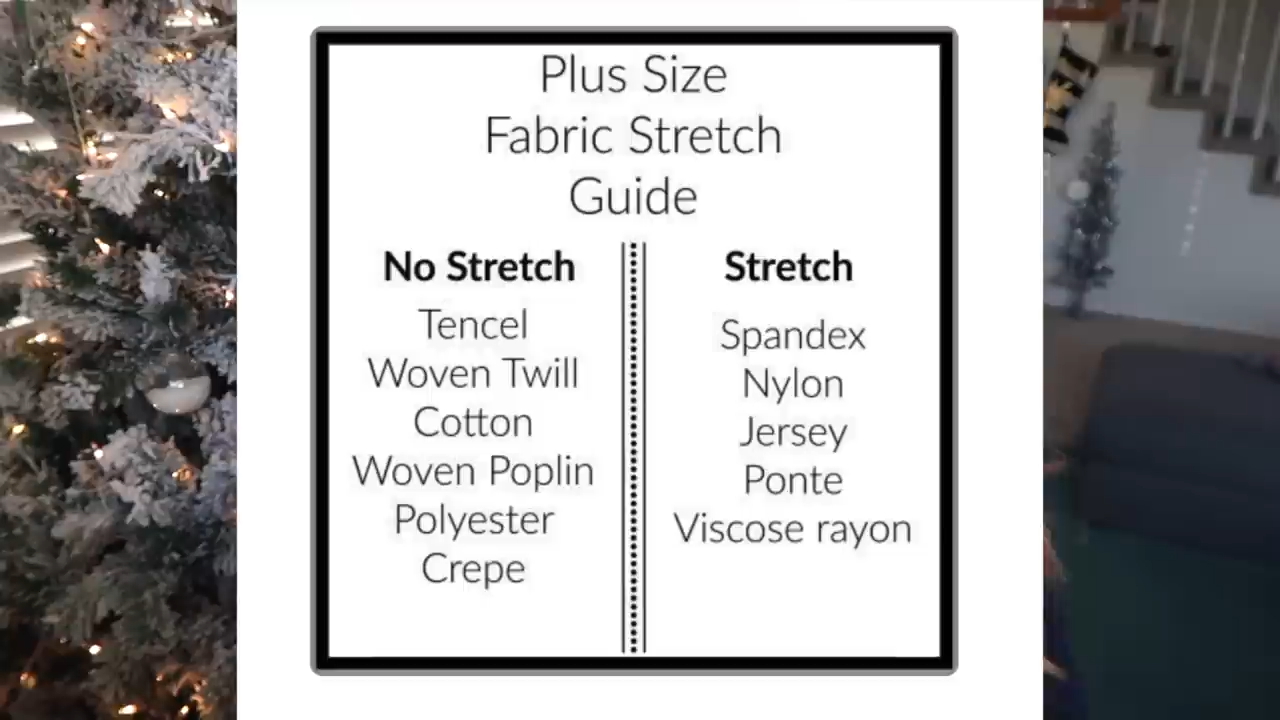 Plus Size
Fabric Stretch
Guide
No Stretch
Tencel
Woven Twill
Cotton
Woven Poplin
Polyester
Crepe
Stretch
Spandex
Nylon
Jersey
Ponte
Viscose rayon